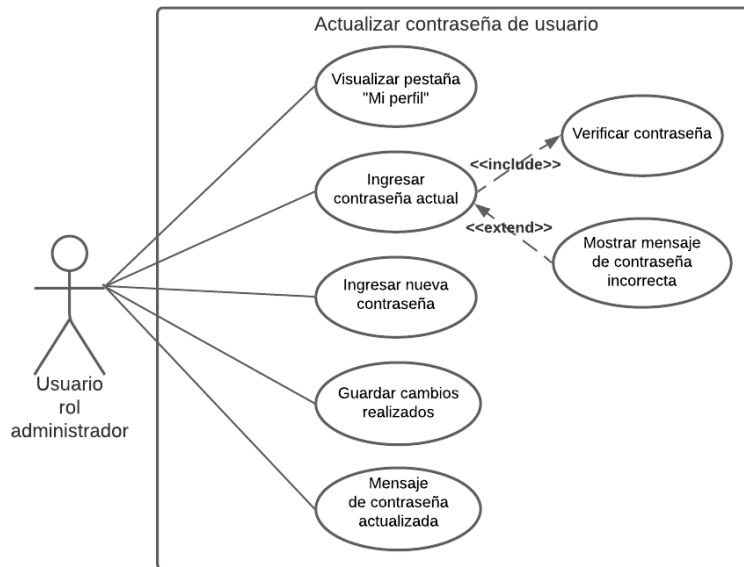 Actualizar contraseña de usuario
Visualizar pestaña
"Mi perfil"
Verificar contraseña
<<include>>
Ingresar
contraseña actual
<<extend>>
Mostrar mensaje
de contraseña
incorrecta
Ingresar nueva
contraseña
Usuario
rol
administrador
Guardar cambios
realizados
Mensaje
de contraseña
actualizada